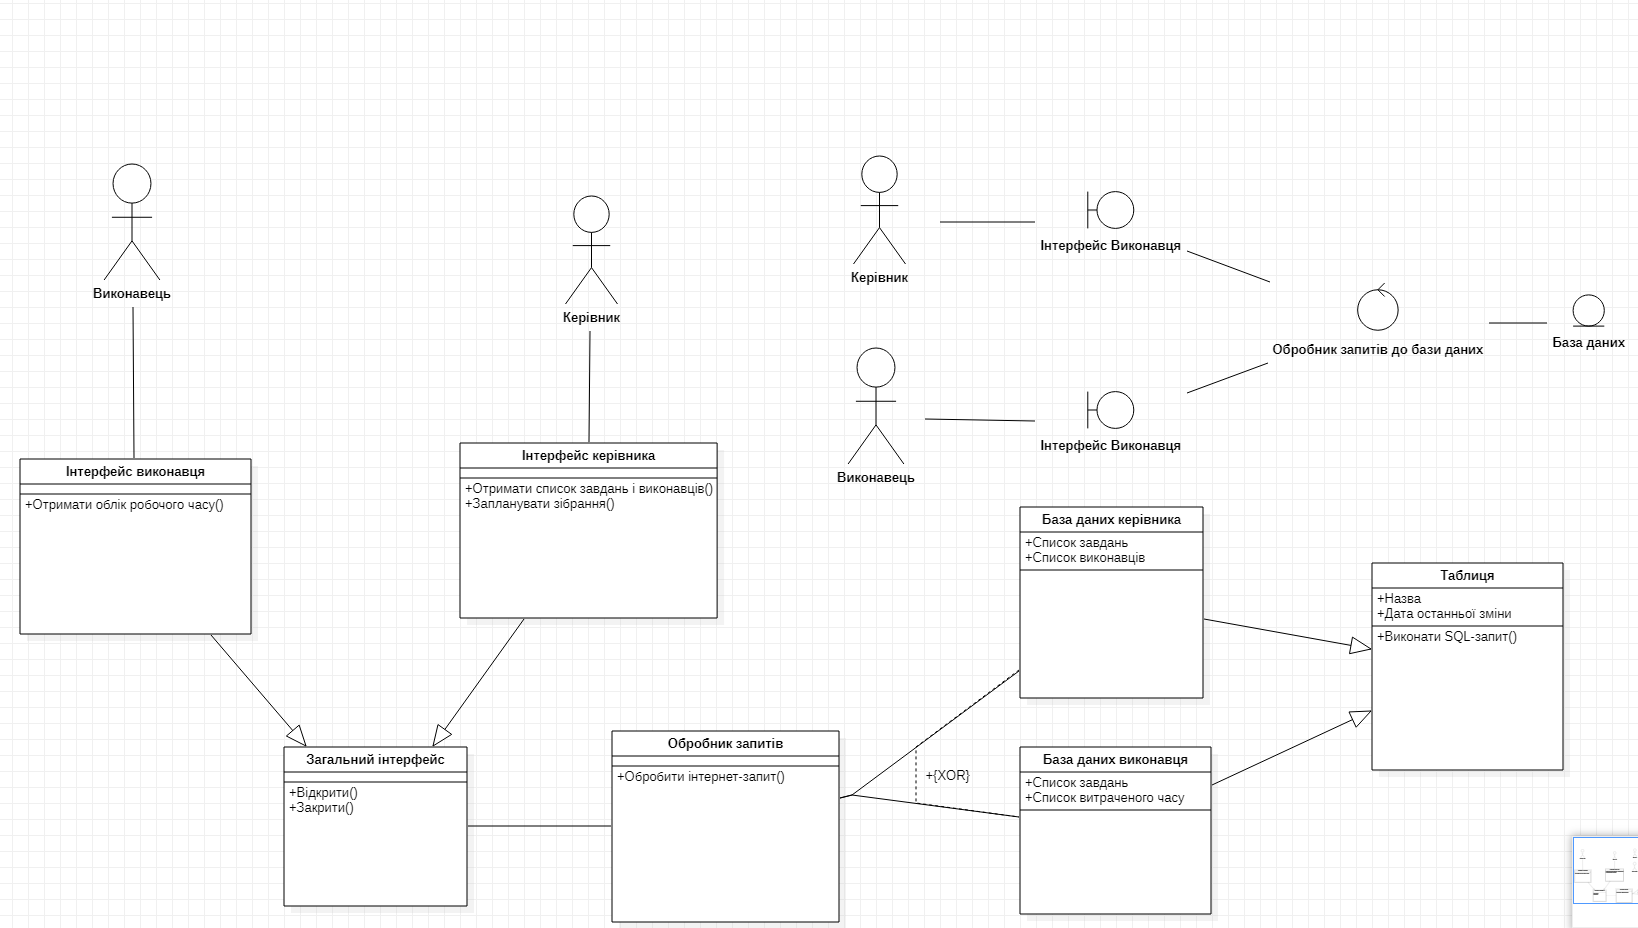 Виконавець
Керівник
Інтерфейс виконавця
+Отримати облік робочого часу()
Інтерфейс керівника
+Отримати список завдань і виконавців()
+Запланувати зібрання()
Загальний інтерфейс
+Відкрити()
+Закрити()
Обробник запитів
+Обробити інтернет-запит()
+{XOR}
Керівник
Інтерфейс Виконавця
Виконавець
Інтерфейс Виконавця
Обробник запитів до бази даних
База даних
База даних керівника
+Список завдань
+Список виконавців
База даних виконавця
+Список завдань
+Список витраченого часу
Таблиця
+Назва
+Дата останньої зміни
+Виконати SQL-запит()